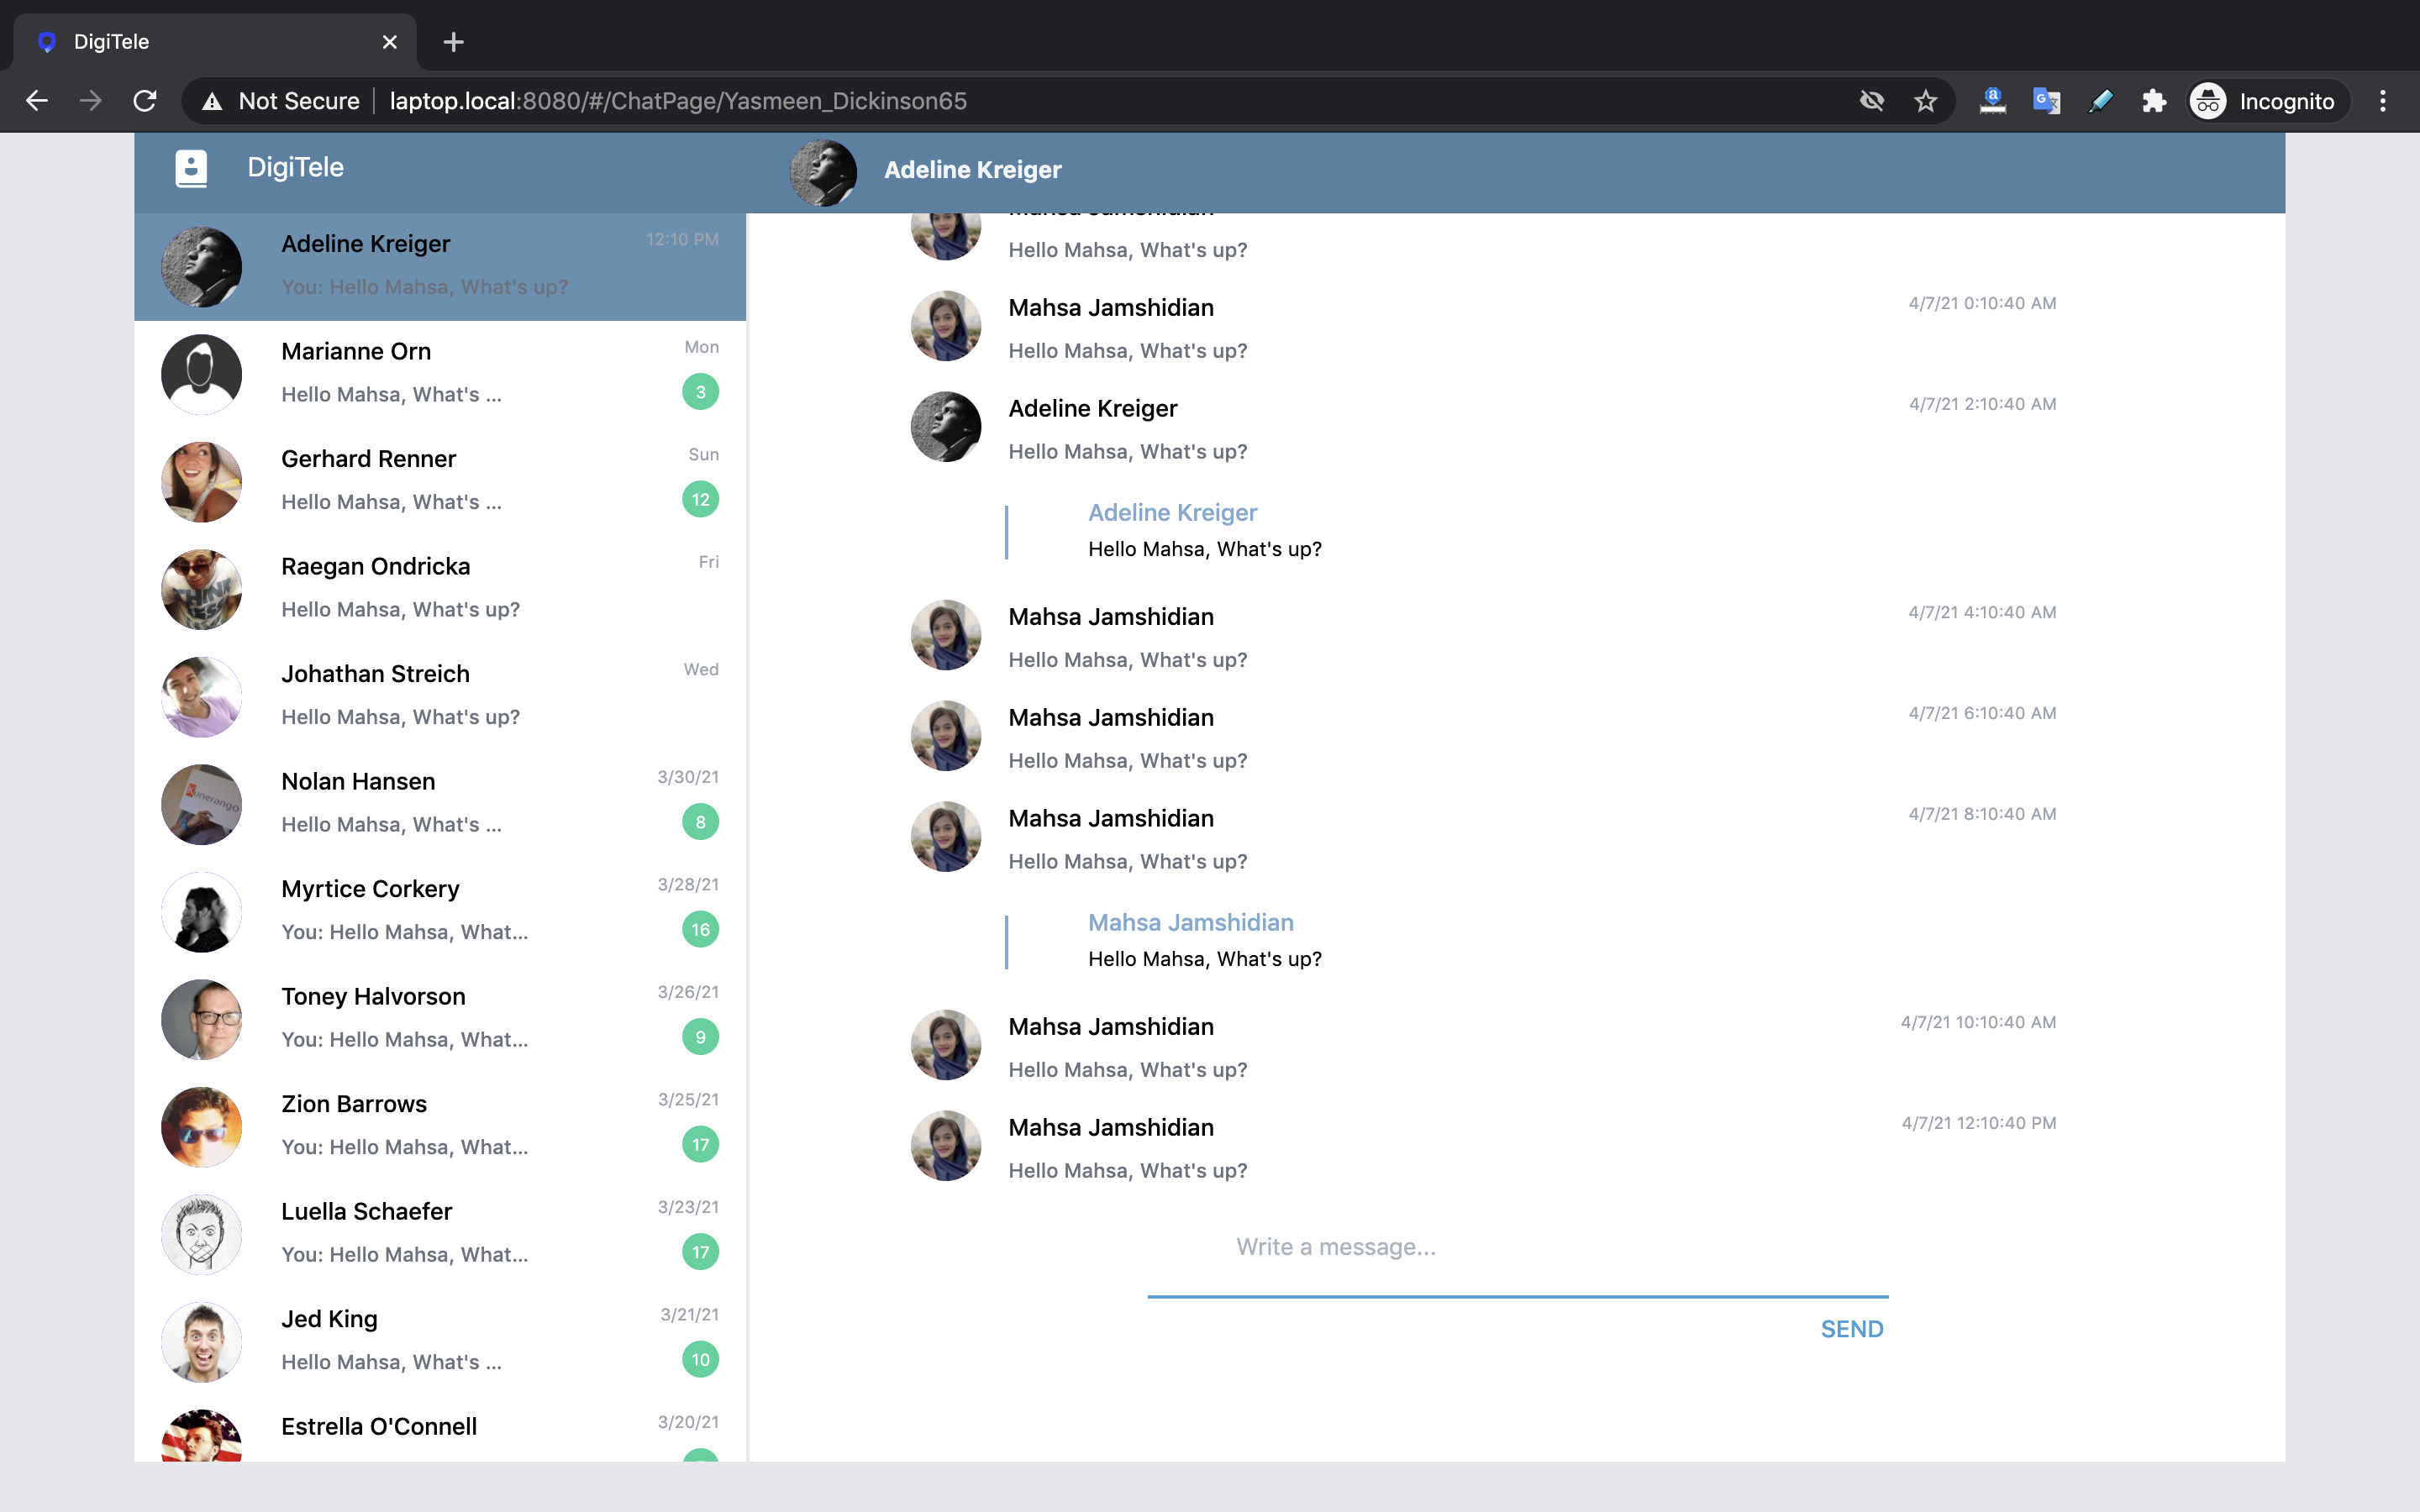 DigiTele
Not Secure
laptop.local:8080/#/ChatPage/Yasmeen_Dickinson65
Incognito
DigiTele
Adeline Kreiger
Adeline Kreiger
12:10 PM
You: Hello Mahsa, What's up?
Marianne Orn
Mon
Hello Mahsa, What's ...
3
Gerhard Renner
Sun
Hello Mahsa, What's ...
12
Raegan Ondricka
Fri
Hello Mahsa, What's up?
Johathan Streich
Wed
Hello Mahsa, What's up?
Nolan Hansen
3/30/21
Hello Mahsa, What's ...
8
Myrtice Corkery
3/28/21
You: Hello Mahsa, What...
16
Toney Halvorson
3/26/21
You: Hello Mahsa, What...
9
Zion Barrows
3/25/21
You: Hello Mahsa, What...
17
Luella Schaefer
3/23/21
You: Hello Mahsa, What...
17
Jed King
3/21/21
Hello Mahsa, What's ...
10
Estrella O'Connell
3/20/21
Mahsa Jamshidian
Hello Mahsa, What's up?
Mahsa Jamshidian
4/7/21 0:10:40 AM
Hello Mahsa, What's up?
Adeline Kreiger
4/7/21 2:10:40 AM
Hello Mahsa, What's up?
Adeline Kreiger
Hello Mahsa, What's up?
Mahsa Jamshidian
4/7/21 4:10:40 AM
Hello Mahsa, What's up?
Mahsa Jamshidian
4/7/21 6:10:40 AM
Hello Mahsa, What's up?
Mahsa Jamshidian
4/7/21 8:10:40 AM
Hello Mahsa, What's up?
Mahsa Jamshidian
Hello Mahsa, What's up?
Mahsa Jamshidian
4/7/21 10:10:40 AM
Hello Mahsa, What's up?
Mahsa Jamshidian
4/7/21 12:10:40 PM
Hello Mahsa, What's up?
Write a message...
SEND